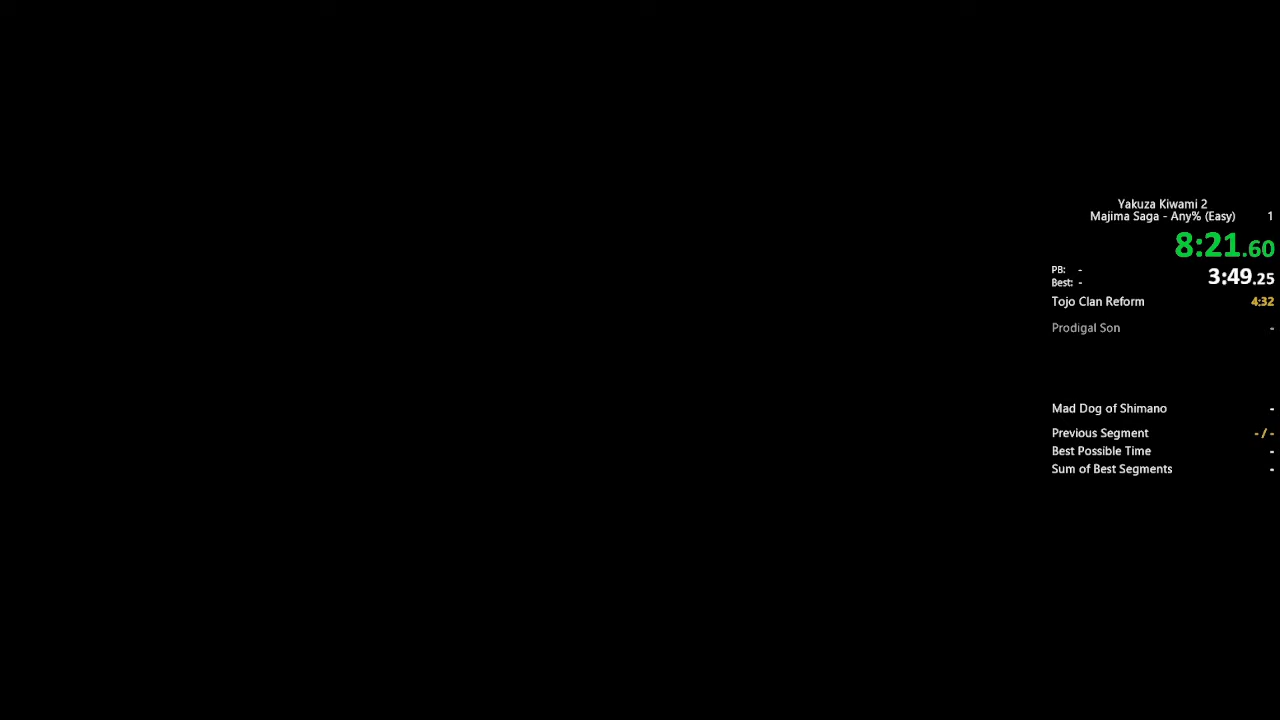 Yakuza Kiwami 2
Majima Saga - Any% (Easy) 1
8:21.60
PB: -
3:49.25
Best: -
Tojo Clan Reform 4:32
Prodigal Son -
Mad Dog of Shimano -
Previous Segment - / -
Best Possible Time -
Sum of Best Segments -